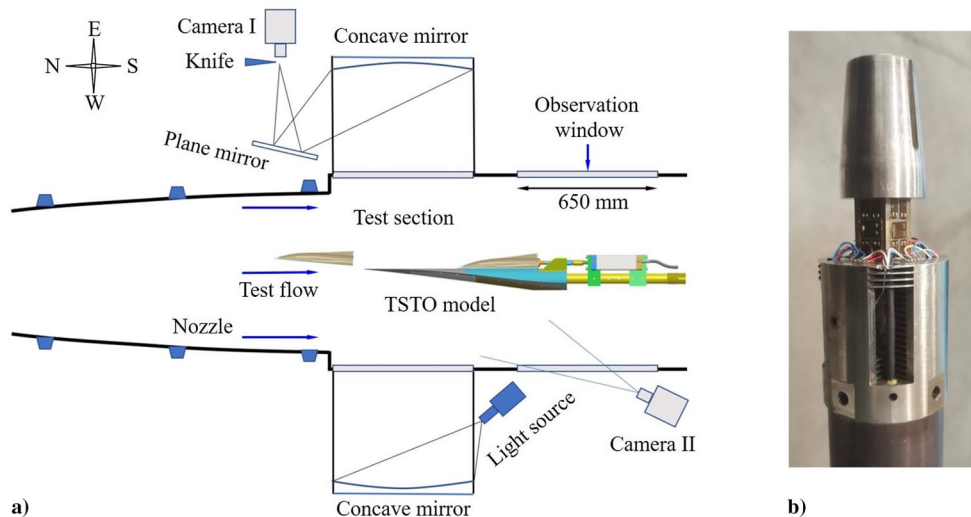 E
N
S
W
Camera I
Knife
Concave mirror
Plane mirror
Observation
window
650 mm
Test section
Test flow
TSTO model
Nozzle
Light source
Camera II
Concave mirror
a)
b)